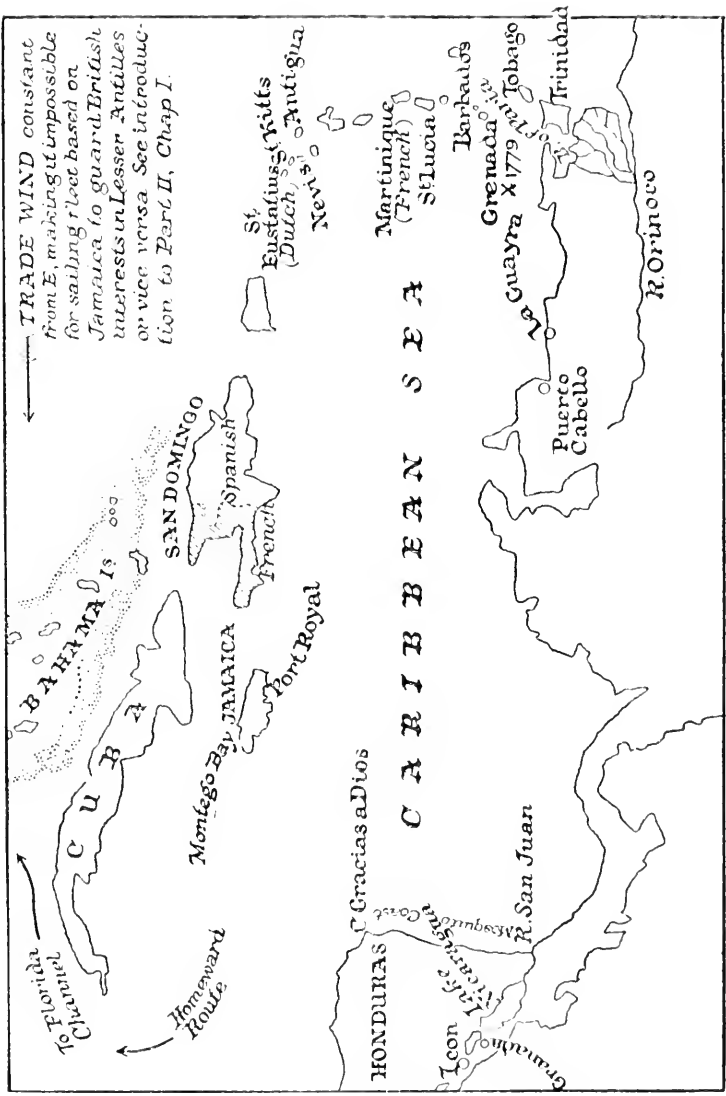 TRADE WIND constant
from E. making it impossible
for sailing fleet based on
Jamaica to guard British
interests in Lesser Antilles
or vice versa. See introduc-
tion to Part II, Chap I.
To Florida
Channel
Homeward
Route
BAHAMA IS
CUBA
SAN DOMINGO
Spanish
French
Montego Bay
JAMAICA
Port Royal
St.
Eustatius
(Dutch)
St Kitts
Nevis
Antigua
Martinique
(French)
St Lucia
Barbados
Grenada
X 1779
Tobago
G. of Paria
Trinidad
CARIBBEAN SEA
C Gracias a Dios
HONDURAS
Mosquito Coast
Lake
Nicaragua
R. San Juan
Leon
Granada
La Guayra
Puerto
Cabello
R. Orinoco